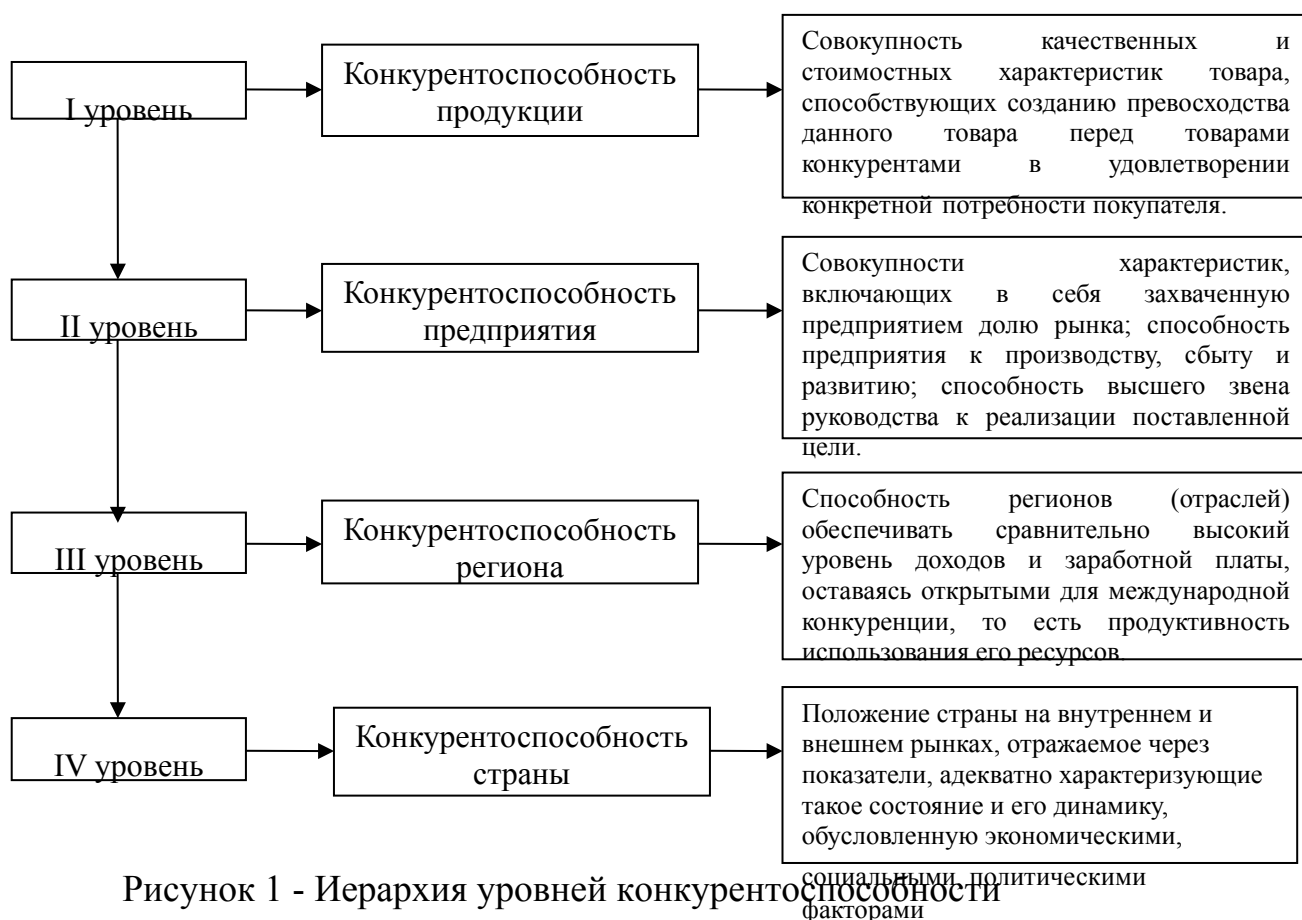 I уровень
Конкурентоспособность
продукции
Совокупность качественных и
стоимостных характеристик товара,
способствующих созданию превосходства
данного товара перед товарами
конкурентами в удовлетворении
конкретной потребности покупателя.
II уровень
Конкурентоспособность
предприятия
Совокупности характеристик,
включающих в себя захваченную
предприятием долю рынка; способность
предприятия к производству, сбыту и
развитию; способность высшего звена
руководства к реализации поставленной
цели.
III уровень
Конкурентоспособность
региона
Способность регионов (отраслей)
обеспечивать сравнительно высокий
уровень доходов и заработной платы,
оставаясь открытыми для международной
конкуренции, то есть продуктивность
использования его ресурсов.
IV уровень
Конкурентоспособность
страны
Положение страны на внутреннем и
внешнем рынках, отражаемое через
показатели, адекватно характеризующие
такое состояние и его динамику,
обусловленную экономическими,
социальными, политическими
факторами
Рисунок 1 - Иерархия уровней конкурентоспособности